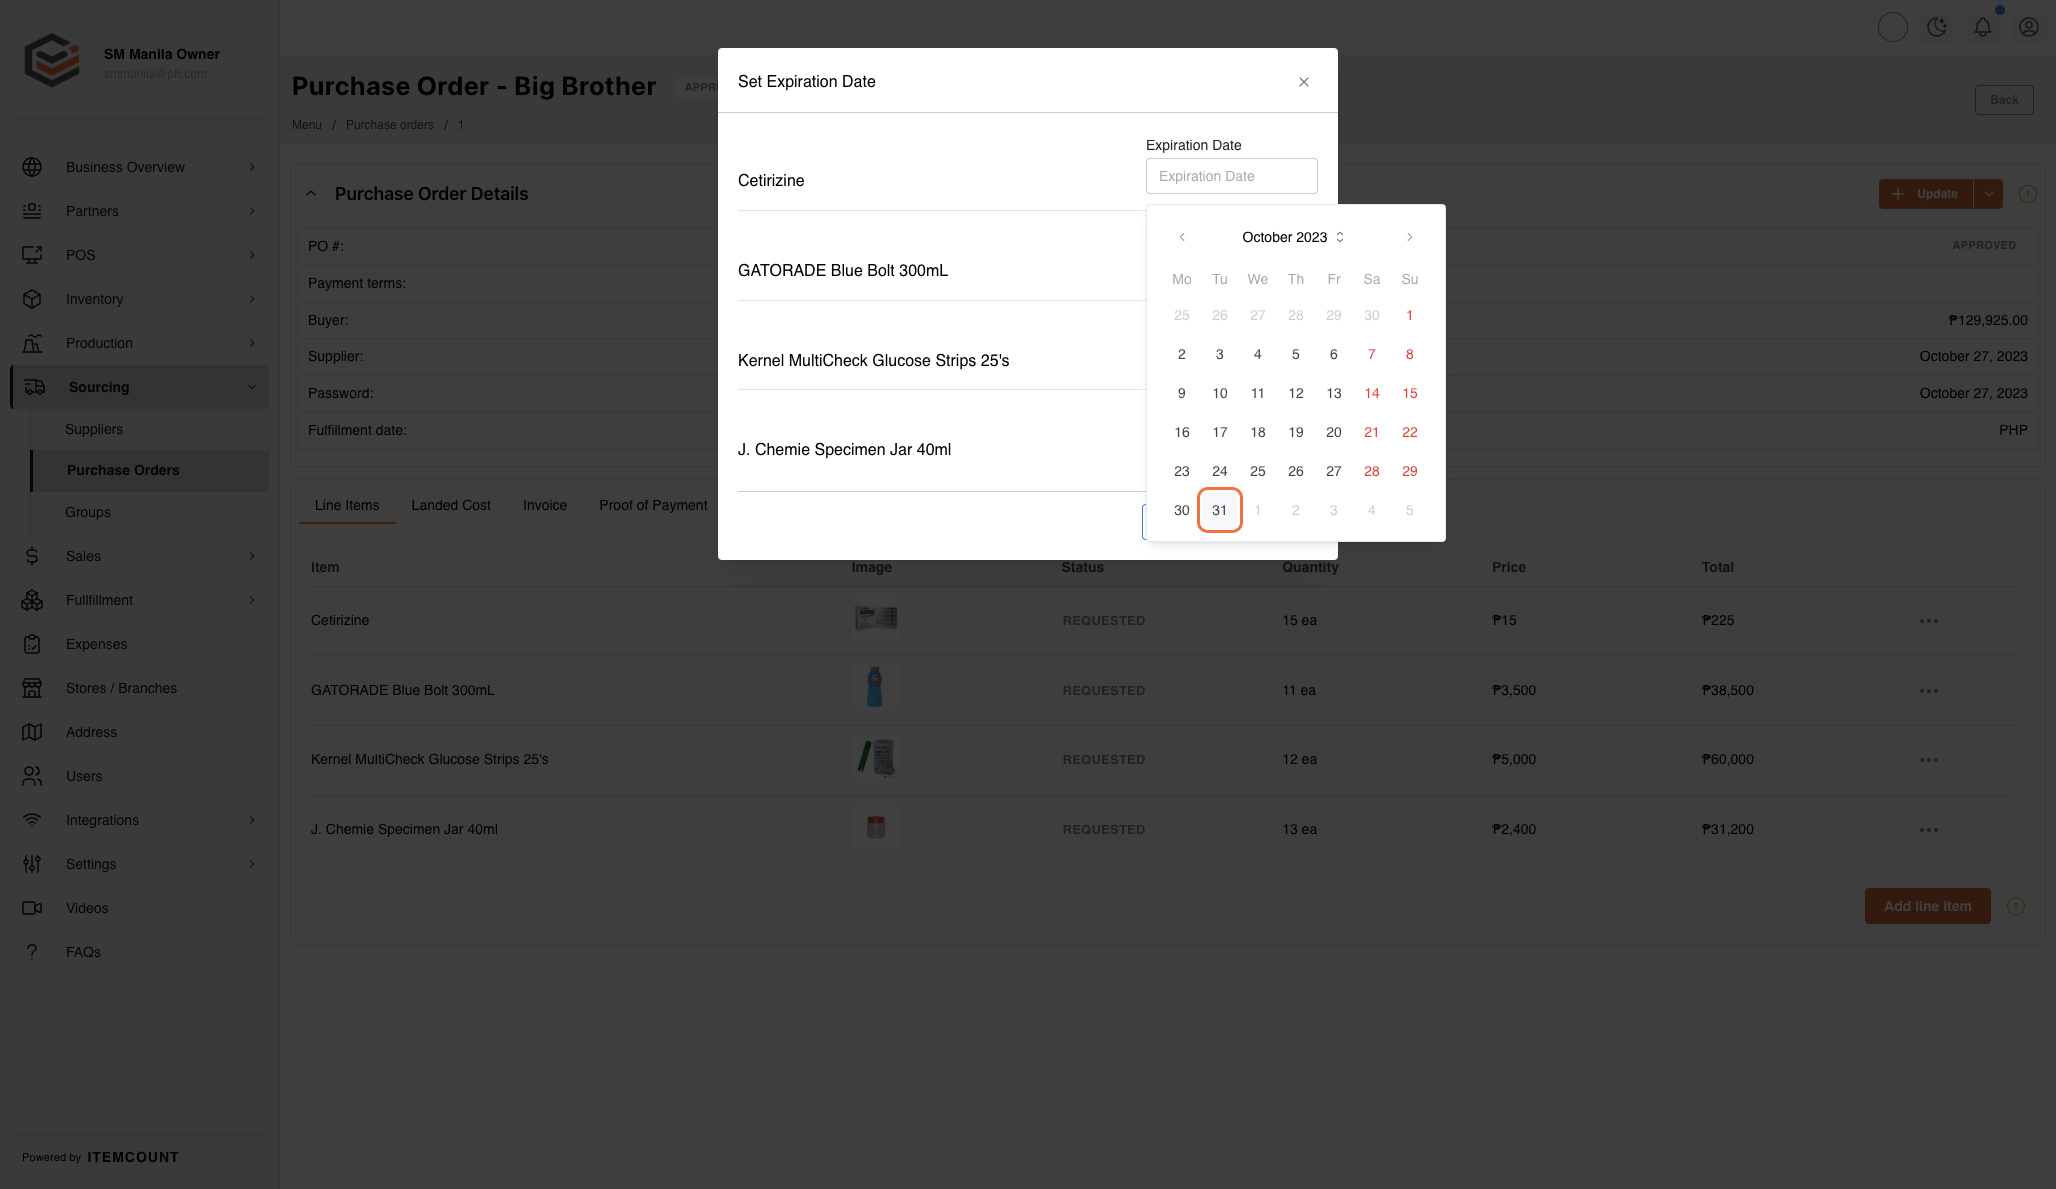 SM Manila Owner
smmanila@ph.com
Business Overview
Partners
POS
Inventory
Production
Sourcing
Suppliers
Purchase Orders
Groups
Sales
Fullfillment
Expenses
Stores / Branches
Address
Users
Integrations
Settings
Videos
FAQs
Powered by ITEMCOUNT
Purchase Order - Big Brother
Menu / Purchase orders / 1
Back
Purchase Order Details
Update
PO #:
APPROVED
Payment terms:
Buyer:
₱129,925.00
Supplier:
October 27, 2023
Password:
October 27, 2023
Fulfillment date:
PHP
Line Items Landed Cost Invoice Proof of Payment
Item Image Status Quantity Price Total
Cetirizine REQUESTED 15 ea ₱15 ₱225
GATORADE Blue Bolt 300mL REQUESTED 11 ea ₱3,500 ₱38,500
Kernel MultiCheck Glucose Strips 25's REQUESTED 12 ea ₱5,000 ₱60,000
J. Chemie Specimen Jar 40ml REQUESTED 13 ea ₱2,400 ₱31,200
Add line item
Set Expiration Date
Expiration Date
Expiration Date
Cetirizine
GATORADE Blue Bolt 300mL
Kernel MultiCheck Glucose Strips 25's
J. Chemie Specimen Jar 40ml
October 2023
Mo Tu We Th Fr Sa Su
25 26 27 28 29 30 1
2 3 4 5 6 7 8
9 10 11 12 13 14 15
16 17 18 19 20 21 22
23 24 25 26 27 28 29
30 31 1 2 3 4 5